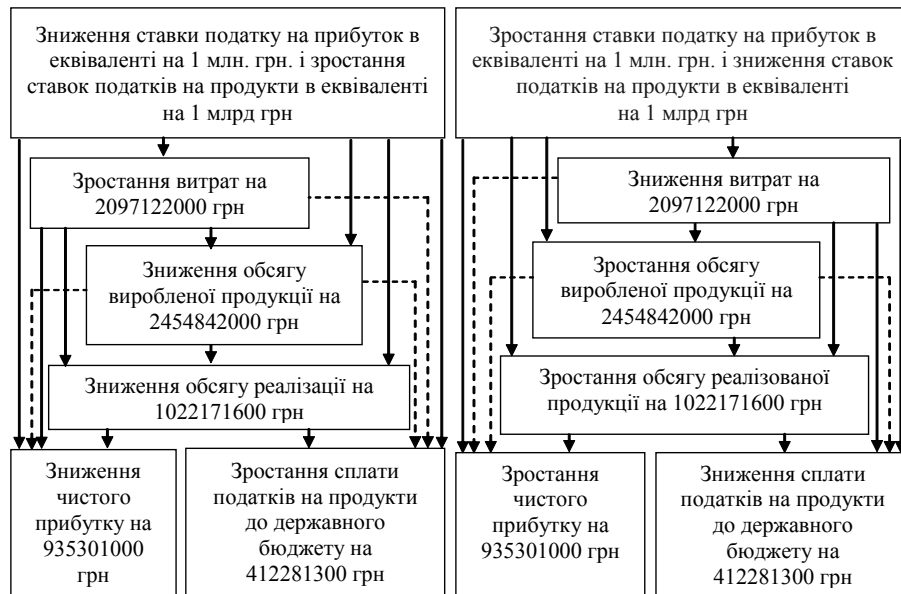 Зниження ставки податку на прибуток в
еквіваленті на 1 млн. грн. і зростання
ставок податків на продукти в еквіваленті
на 1 млрд грн
Зростання витрат на
2097122000 грн
Зниження обсягу
виробленої продукції на
2454842000 грн
Зниження обсягу реалізації на
1022171600 грн
Зниження
чистого
прибутку на
935301000
грн
Зростання сплати
податків на продукти
до державного
бюджету на
412281300 грн
Зростання ставки податку на прибуток в
еквіваленті на 1 млн. грн. і зниження ставок
податків на продукти в еквіваленті
на 1 млрд грн
Зниження витрат на
2097122000 грн
Зростання обсягу
виробленої продукції на
2454842000 грн
Зростання обсягу реалізованої
продукції на 1022171600 грн
Зростання
чистого
прибутку на
935301000 грн
Зниження сплати
податків на продукти
до державного
бюджету на
412281300 грн